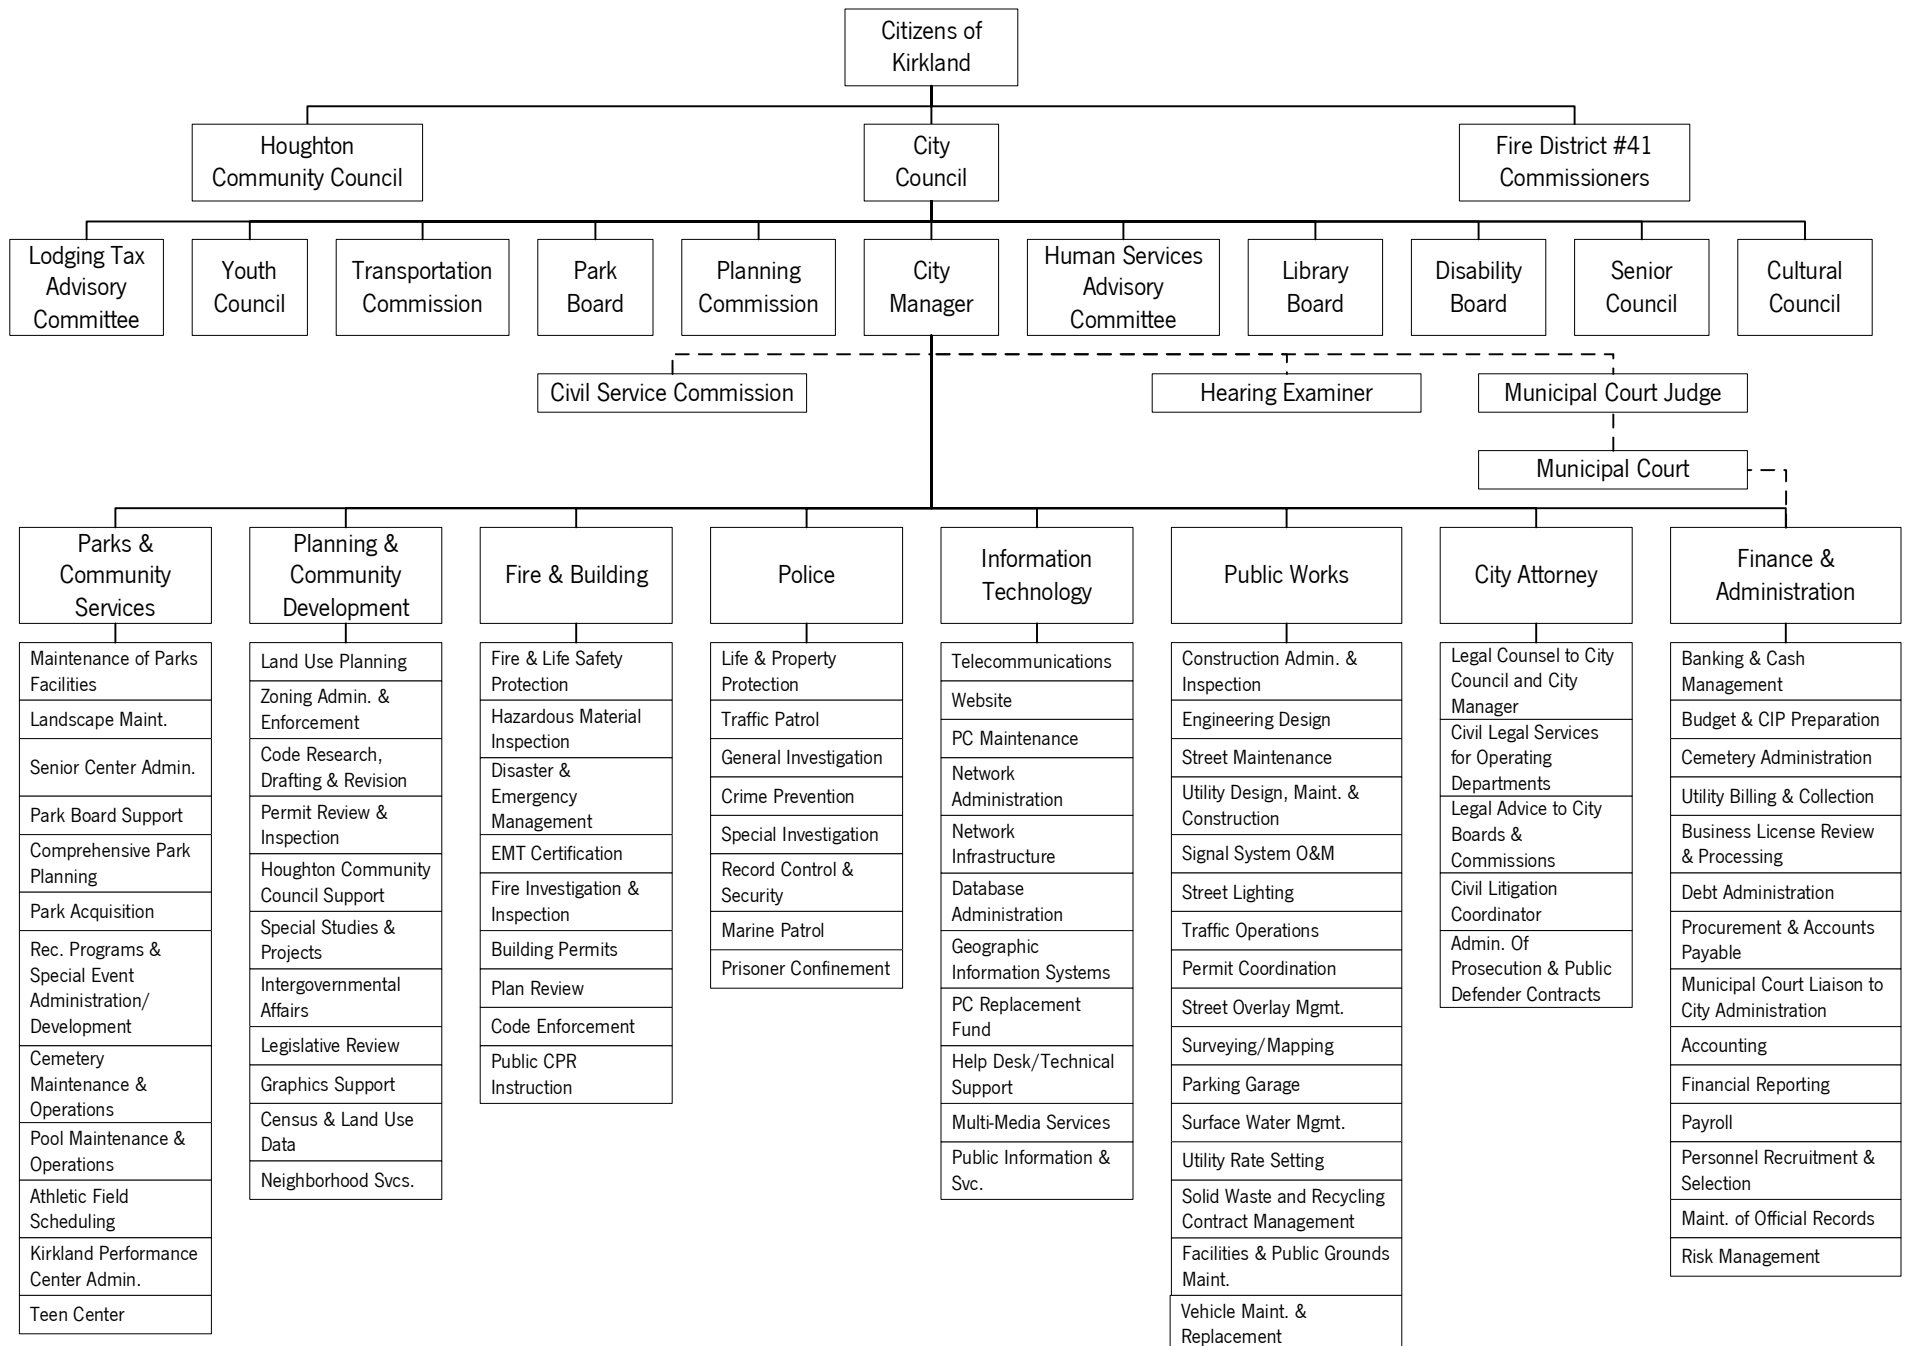 Citizens of
Kirkland
Houghton
Community Council
City
Council
Fire District #41
Commissioners
Lodging Tax
Advisory
Committee
Youth
Council
Transportation
Commission
Park
Board
Planning
Commission
City
Manager
Human Services
Advisory
Committee
Library
Board
Disability
Board
Senior
Council
Cultural
Council
Civil Service Commission
Hearing Examiner
Municipal Court Judge
Municipal Court
Parks &
Community
Services
Maintenance of Parks
Facilities
Landscape Maint.
Senior Center Admin.
Park Board Support
Comprehensive Park
Planning
Park Acquisition
Rec. Programs &
Special Event
Administration/
Development
Cemetery
Maintenance &
Operations
Pool Maintenance &
Operations
Athletic Field
Scheduling
Kirkland Performance
Center Admin.
Teen Center
Planning &
Community
Development
Land Use Planning
Zoning Admin. &
Enforcement
Code Research,
Drafting & Revision
Permit Review &
Inspection
Houghton Community
Council Support
Special Studies &
Projects
Intergovernmental
Affairs
Legislative Review
Graphics Support
Census & Land Use
Data
Neighborhood Svcs.
Fire & Building
Fire & Life Safety
Protection
Hazardous Material
Inspection
Disaster &
Emergency
Management
EMT Certification
Fire Investigation &
Inspection
Building Permits
Plan Review
Code Enforcement
Public CPR
Instruction
Police
Life & Property
Protection
Traffic Patrol
General Investigation
Crime Prevention
Special Investigation
Record Control &
Security
Marine Patrol
Prisoner Confinement
Information
Technology
Telecommunications
Website
PC Maintenance
Network
Administration
Network
Infrastructure
Database
Administration
Geographic
Information Systems
PC Replacement
Fund
Help Desk/Technical
Support
Multi-Media Services
Public Information &
Svc.
Public Works
Construction Admin. &
Inspection
Engineering Design
Street Maintenance
Utility Design, Maint. &
Construction
Signal System O&M
Street Lighting
Traffic Operations
Permit Coordination
Street Overlay Mgmt.
Surveying/Mapping
Parking Garage
Surface Water Mgmt.
Utility Rate Setting
Solid Waste and Recycling
Contract Management
Facilities & Public Grounds
Maint.
Vehicle Maint. &
Replacement
City Attorney
Legal Counsel to City
Council and City
Manager
Civil Legal Services
for Operating
Departments
Legal Advice to City
Boards &
Commissions
Civil Litigation
Coordinator
Admin. Of
Prosecution & Public
Defender Contracts
Finance &
Administration
Banking & Cash
Management
Budget & CIP Preparation
Cemetery Administration
Utility Billing & Collection
Business License Review
& Processing
Debt Administration
Procurement & Accounts
Payable
Municipal Court Liaison to
City Administration
Accounting
Financial Reporting
Payroll
Personnel Recruitment &
Selection
Maint. of Official Records
Risk Management